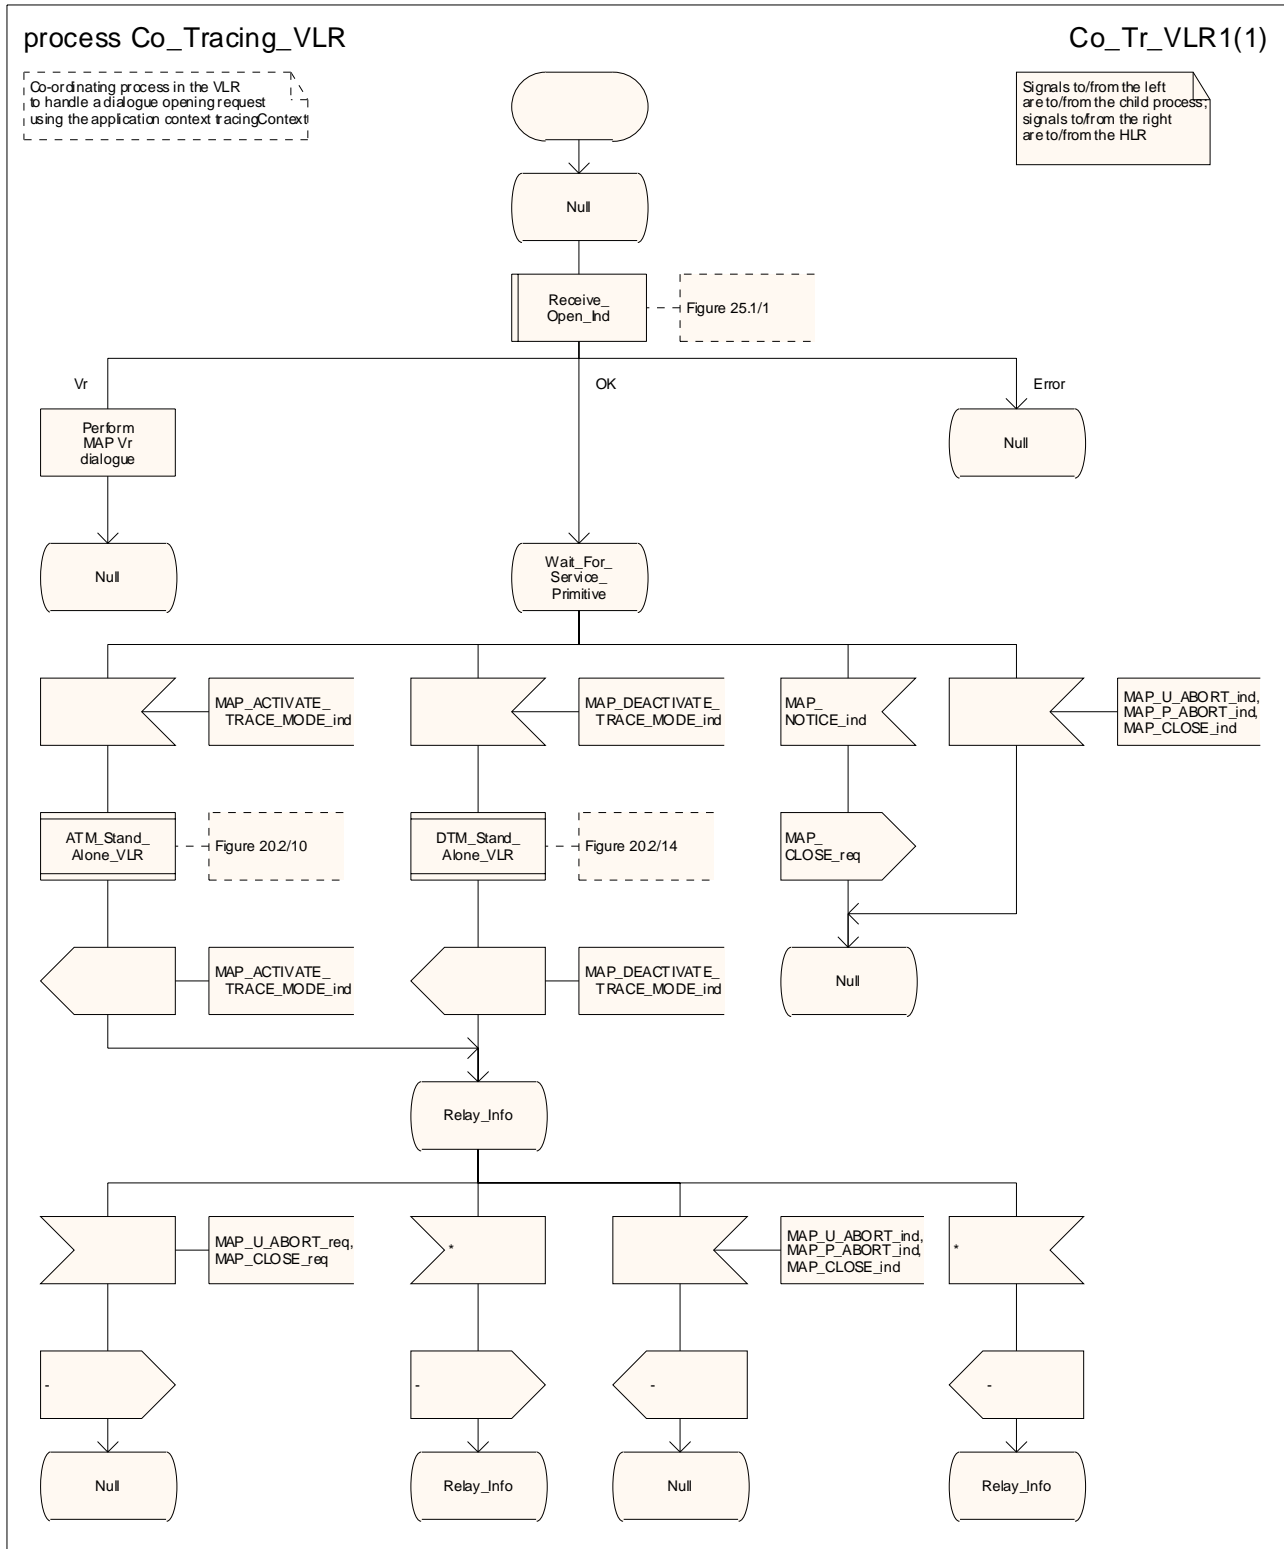 process Co_Tracing_VLR
Co_Tr_VLR1(1)
Co-ordinating process in the VLR
to handle a dialogue opening request
using the application context tracingContext
Signals to/from the left
are to/from the child process;
signals to/from the right
are to/from the HLR
Null
Receive_
Open_Ind
Figure 25.1/1
Vr
OK
Error
Perform
MAP Vr
dialogue
Null
Null
Wait_For_
Service_
Primitive
MAP_ACTIVATE_
TRACE_MODE_ind
MAP_DEACTIVATE_
TRACE_MODE_ind
MAP_
NOTICE_ind
MAP_U_ABORT_ind,
MAP_P_ABORT_ind,
MAP_CLOSE_ind
ATM_Stand_
Alone_VLR
Figure 20.2/10
DTM_Stand_
Alone_VLR
Figure 20.2/14
MAP_
CLOSE_req
MAP_ACTIVATE_
TRACE_MODE_ind
MAP_DEACTIVATE_
TRACE_MODE_ind
Null
Relay_Info
MAP_U_ABORT_req,
MAP_CLOSE_req
*
MAP_U_ABORT_ind,
MAP_P_ABORT_ind,
MAP_CLOSE_ind
*
-
-
-
-
Null
Relay_Info
Null
Relay_Info